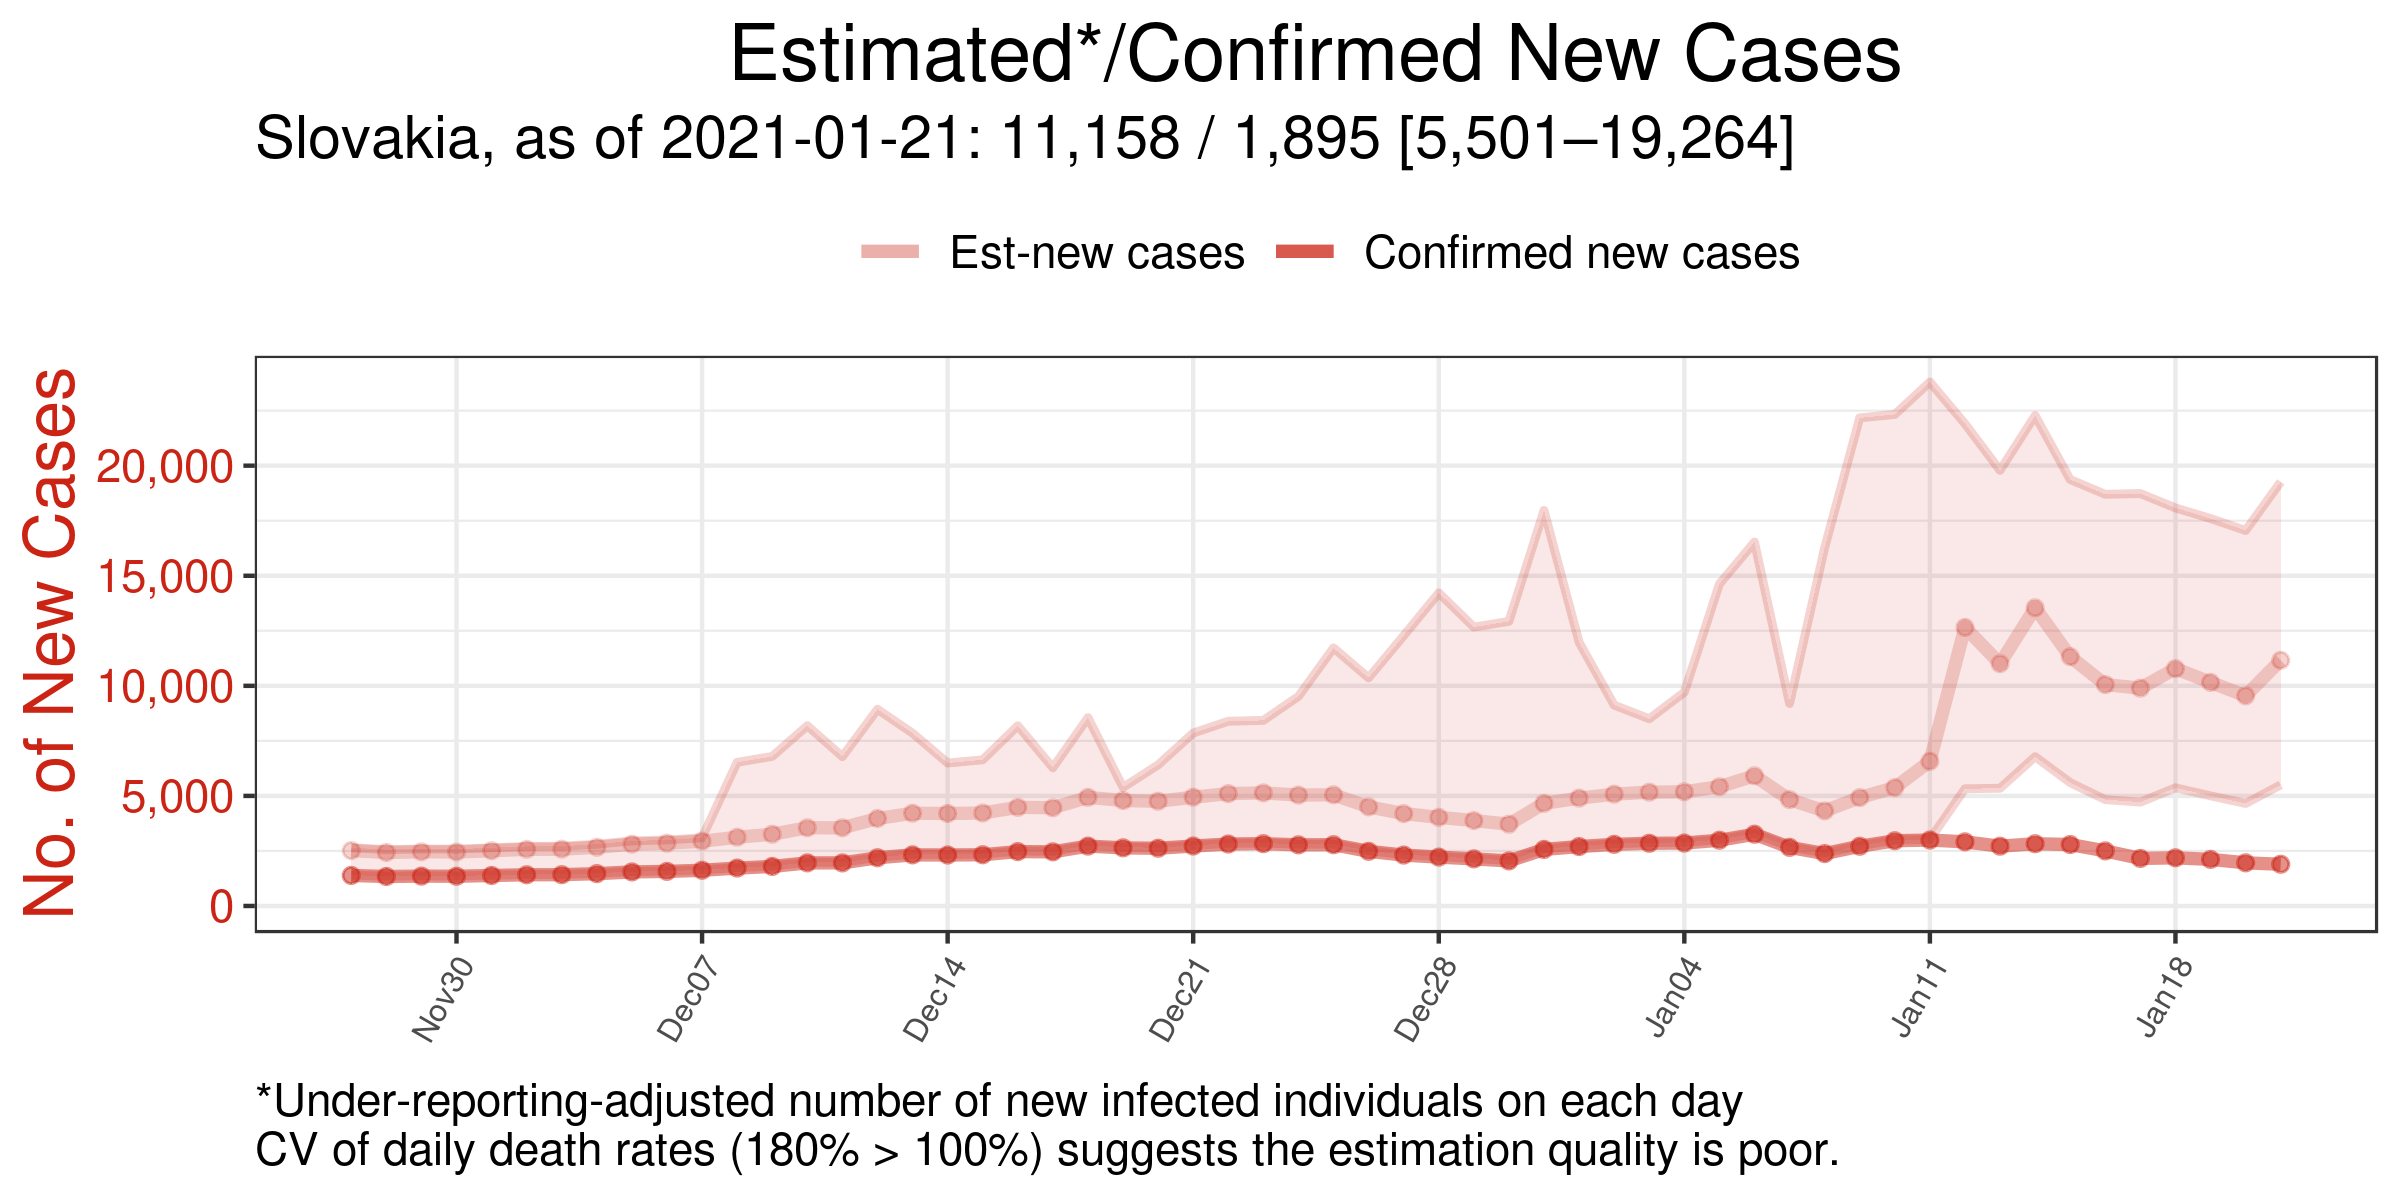 Estimated*/Confirmed New Cases
Slovakia, as of 2021-01-21: 11,158 / 1,895 [5,501–19,264]
Est-new cases Confirmed new cases
No. of New Cases
20,000
15,000
10,000
5,000
0
Nov30 Dec07 Dec14 Dec21 Dec28 Jan04 Jan11 Jan18
*Under-reporting-adjusted number of new infected individuals on each day
CV of daily death rates (180% > 100%) suggests the estimation quality is poor.